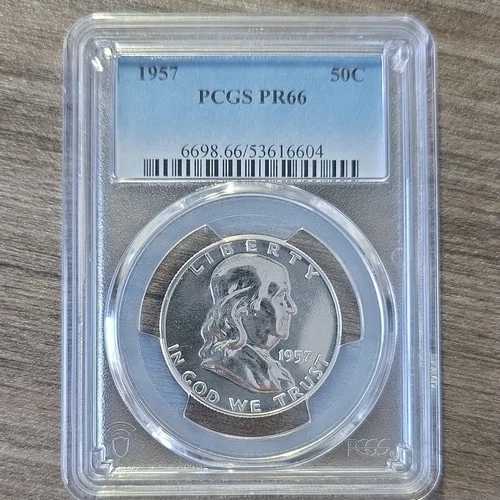 1957 50C
PCGS PR66
6698.66/53616604
LIBERTY
1957
IN GOD WE TRUST
PCGS